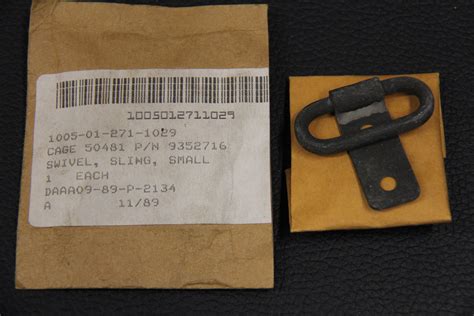 1005012711029
1005-01-271-1029
CAGE 50481 P/N 9352716
SWIVEL, SLING, SMALL
1 EACH
DAAA09-89-P-2134
A 11/89